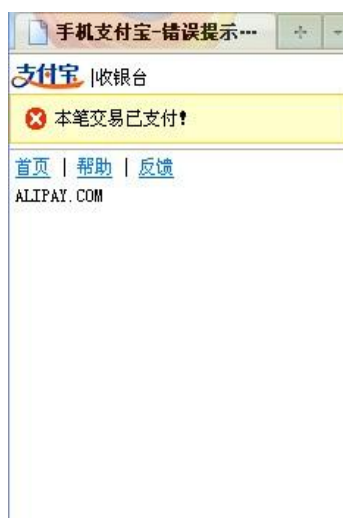 手机支付宝-错误提示…
支付宝 |收银台
本笔交易已支付！
首页 | 帮助 | 反馈
ALIPAY.COM